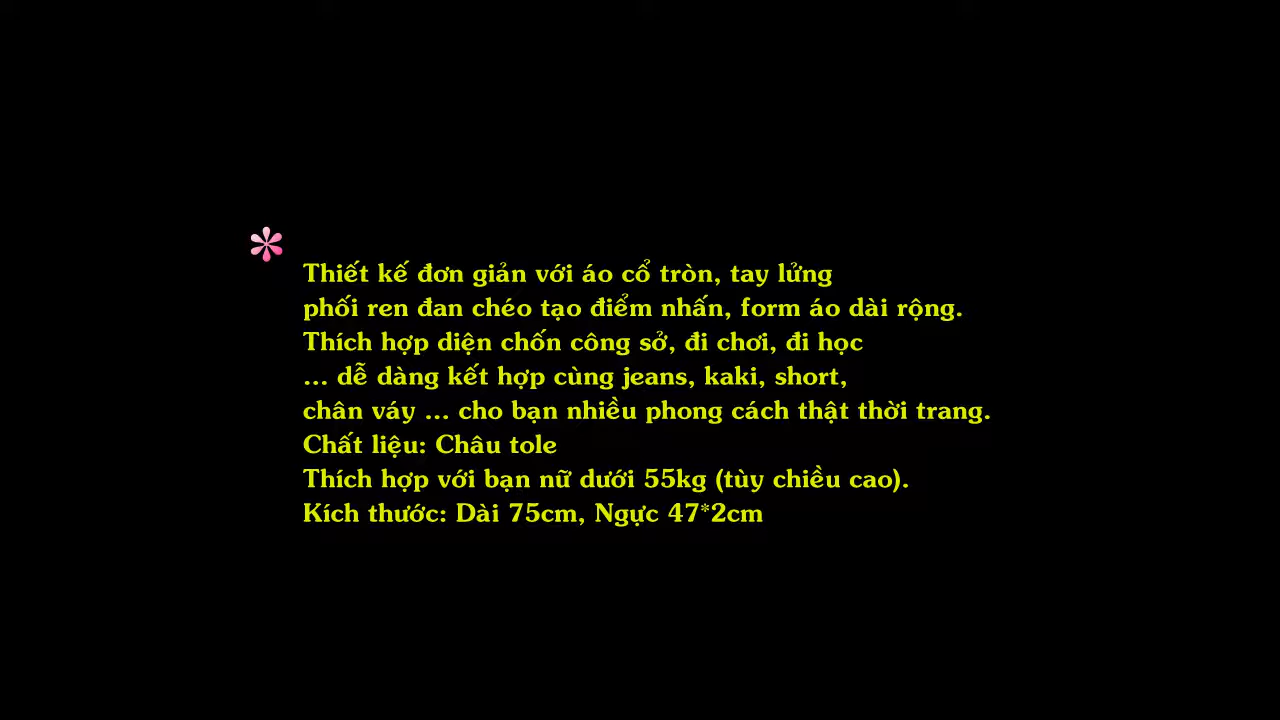 Thiết kế đơn giản với áo cổ tròn, tay lửng
phối ren đan chéo tạo điểm nhấn, form áo dài rộng.
Thích hợp diện chốn công sở, đi chơi, đi học
... dễ dàng kết hợp cùng jeans, kaki, short,
chân váy ... cho bạn nhiều phong cách thật thời trang.
Chất liệu: Châu tole
Thích hợp với bạn nữ dưới 55kg (tùy chiều cao).
Kích thước: Dài 75cm, Ngực 47*2cm